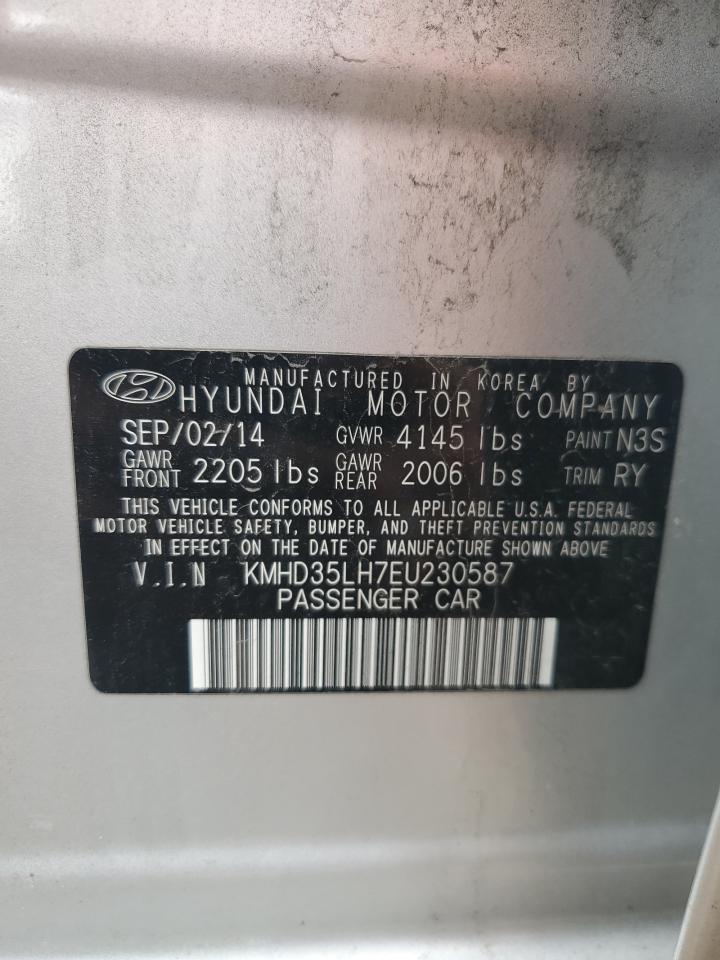 MANUFACTURED IN KOREA BY
HYUNDAI MOTOR COMPANY
SEP/02/14 GVWR 4145 lbs PAINT N3S
GAWR FRONT 2205 lbs GAWR REAR 2006 lbs TRIM RY
THIS VEHICLE CONFORMS TO ALL APPLICABLE U.S.A. FEDERAL
MOTOR VEHICLE SAFETY, BUMPER, AND THEFT PREVENTION STANDARDS
IN EFFECT ON THE DATE OF MANUFACTURE SHOWN ABOVE
V.I.N KMHD35LH7EU230587
PASSENGER CAR